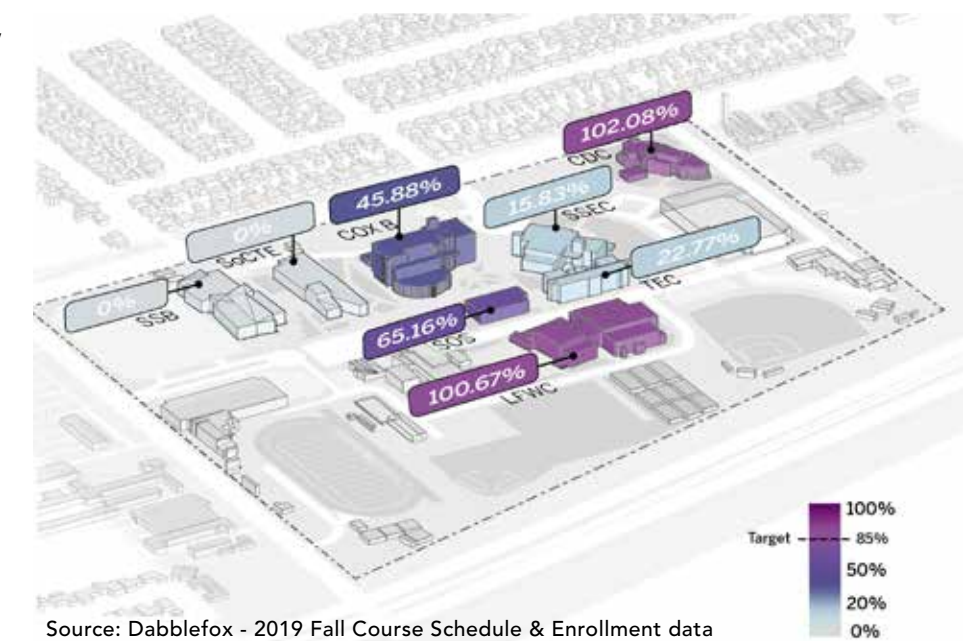 102.08%
CDC
45.88%
COX B
15.83%
SSEC
0%
SoCTE
22.77%
TEC
0%
SSB
65.16%
SOS
100.67%
LFWC
100%
Target
85%
50%
20%
0%
Source: Dabblefox - 2019 Fall Course Schedule & Enrollment data